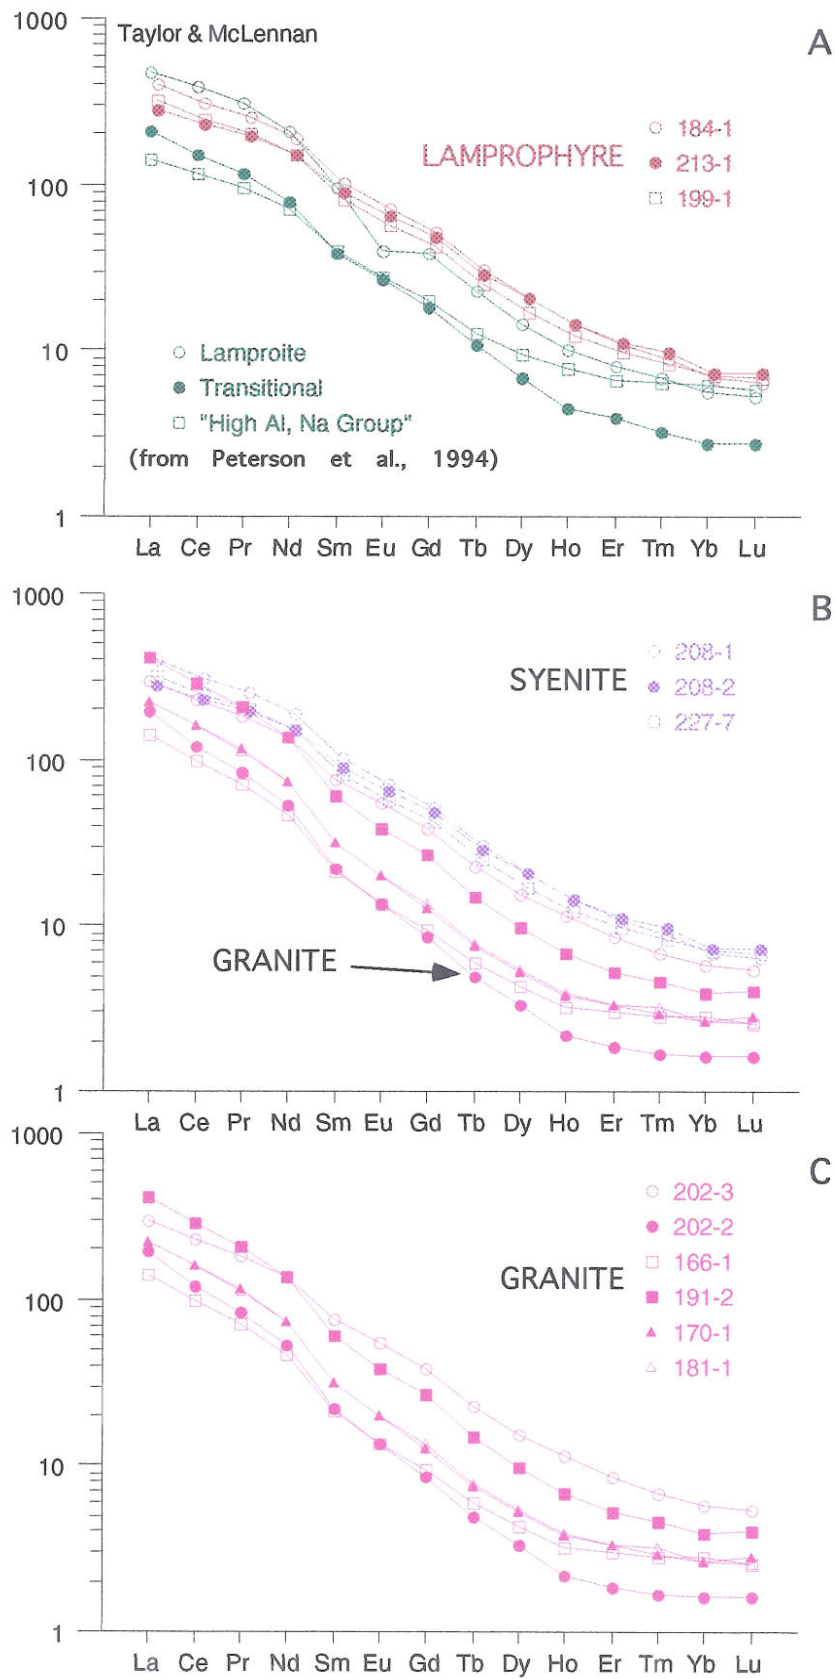 1000
Taylor & McLennan
A
184-1
LAMPROPHYRE
213-1
199-1
100
10
Lamproite
Transitional
"High Al, Na Group"
(from Peterson et al., 1994)
1
La Ce Pr Nd Sm Eu Gd Tb Dy Ho Er Tm Yb Lu
1000
B
208-1
SYENITE
208-2
227-7
100
10
GRANITE
1
La Ce Pr Nd Sm Eu Gd Tb Dy Ho Er Tm Yb Lu
1000
C
202-3
202-2
166-1
GRANITE
191-2
100
170-1
181-1
10
1
La Ce Pr Nd Sm Eu Gd Tb Dy Ho Er Tm Yb Lu